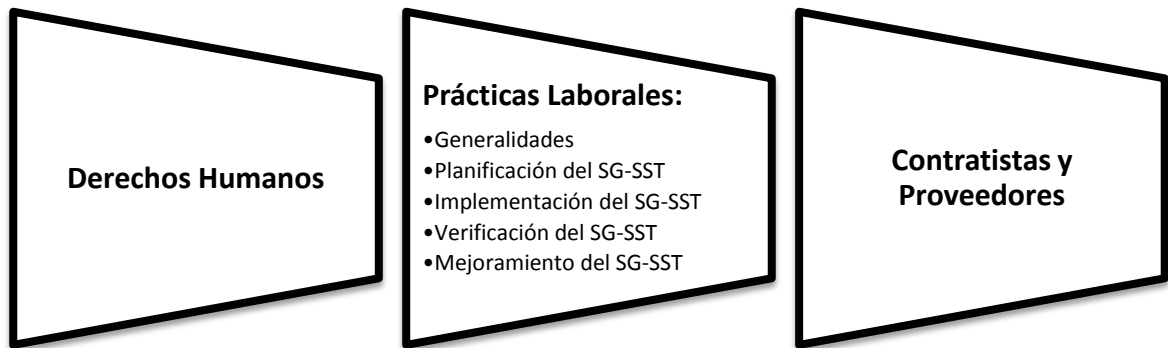 Derechos Humanos
Prácticas Laborales:
•Generalidades
•Planificación del SG-SST
•Implementación del SG-SST
•Verificación del SG-SST
•Mejoramiento del SG-SST
Contratistas y
Proveedores